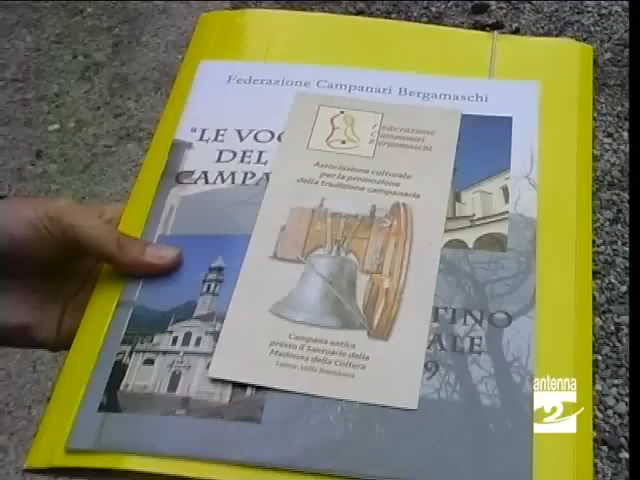 Federazione Campanari Bergamaschi
"LE VOC
DEL
CAMPA
Federazione
Campanari
Bergamaschi
Associazione culturale
per la promozione
della tradizione campanaria
Campana antica
presso il Santuario della
Madonna della Coltura
TINO
ALE
9
antenna
2